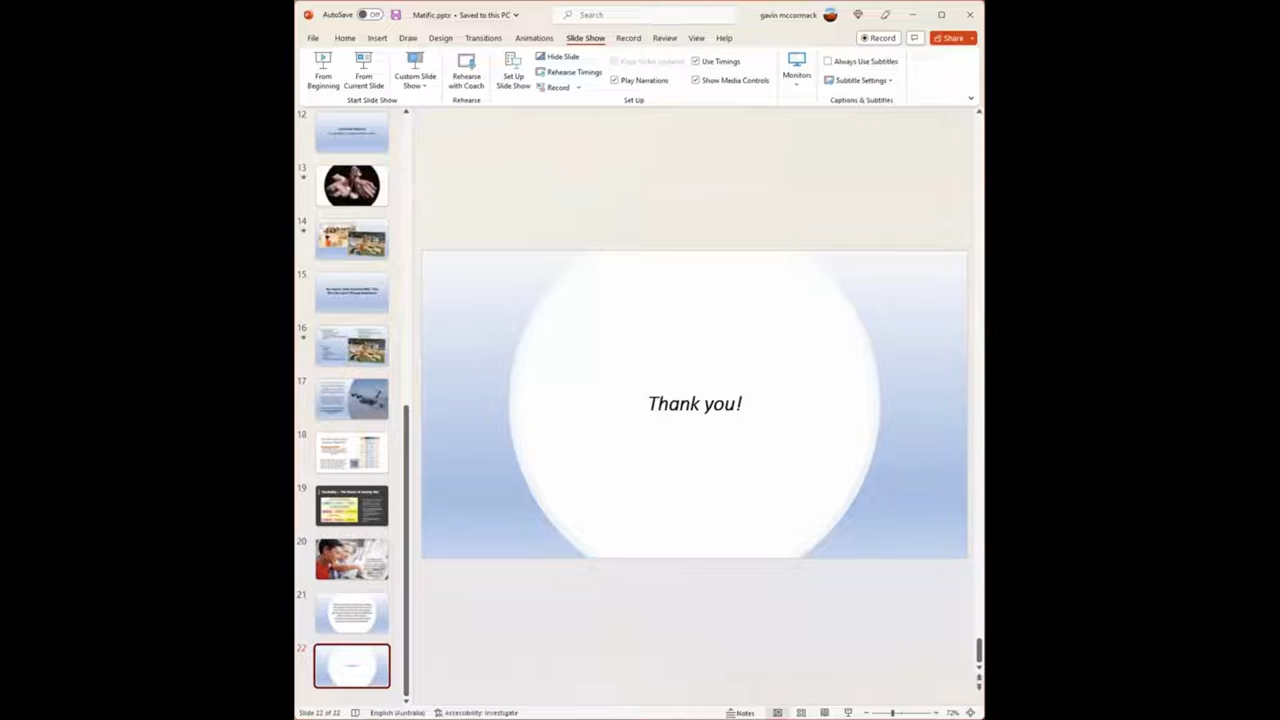 AutoSave Off Matific.pptx • Saved to this PC Search gavin mccormack
File Home Insert Draw Design Transitions Animations Slide Show Record Review View Help Record Share
From Beginning
From Current Slide
Custom Slide Show
Start Slide Show
Rehearse with Coach
Rehearse
Set Up Slide Show
Hide Slide
Rehearse Timings
Record
Play Narrations
Use Timings
Show Media Controls
Set Up
Monitors
Always Use Subtitles
Subtitle Settings
Captions & Subtitles
12
13
14
15
16
17
18
19
20
21
22
Thank you!
Slide 22 of 22 English (Australia) Accessibility: Investigate Notes 72%